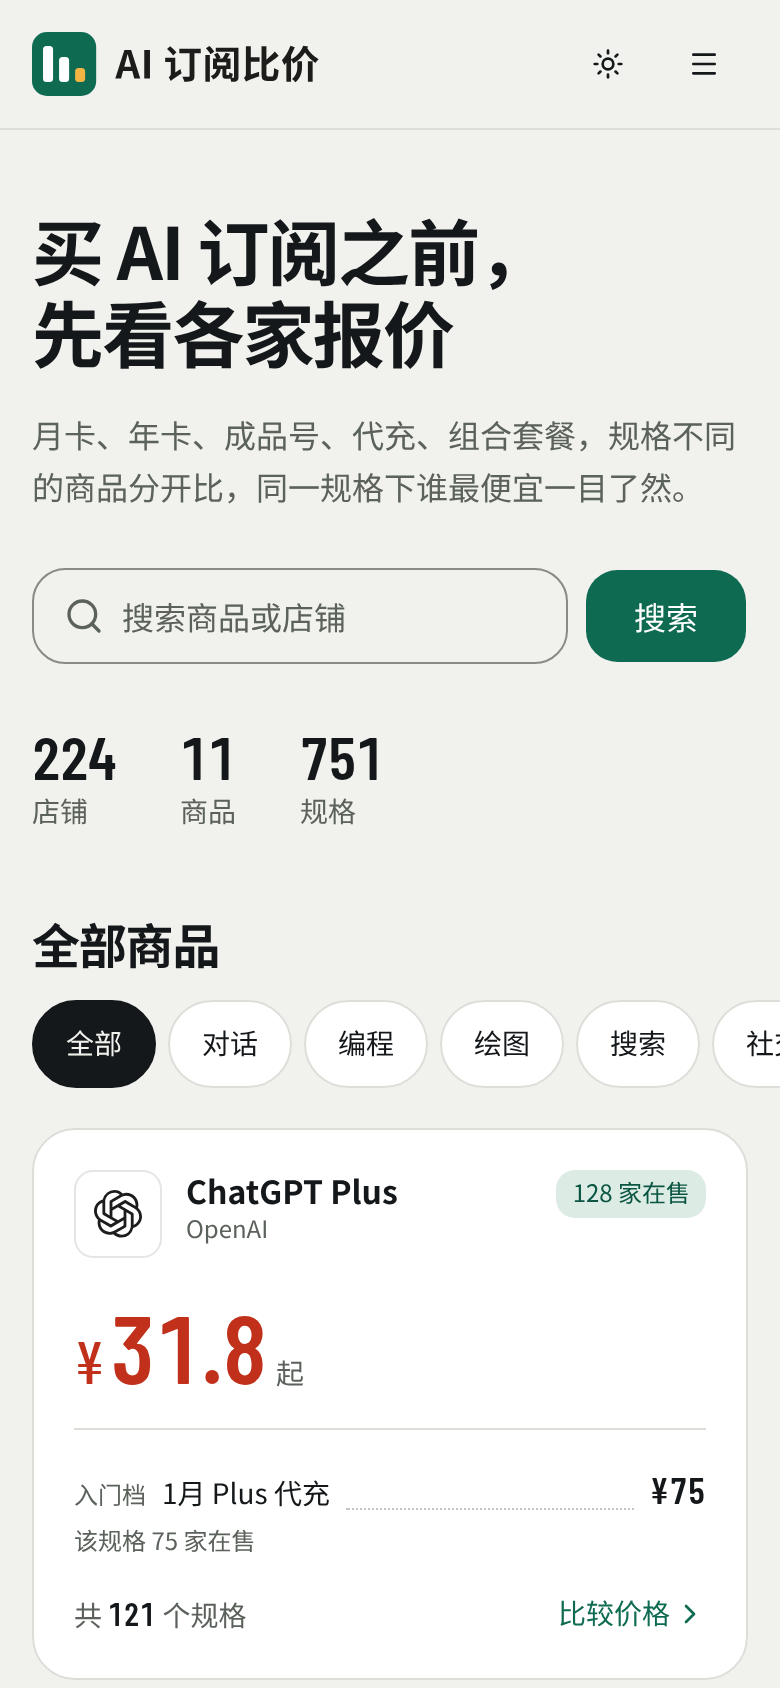 AI 订阅比价
买 AI 订阅之前，
先看各家报价
月卡、年卡、成品号、代充、组合套餐，规格不同
的商品分开比，同一规格下谁最便宜一目了然。
搜索商品或店铺
搜索
224 11 751
店铺 商品 规格
全部商品
全部 对话 编程 绘图 搜索 社
ChatGPT Plus
128 家在售
OpenAI
¥31.8 起
入门档 1月 Plus 代充 ¥75
该规格 75 家在售
共 121 个规格
比较价格